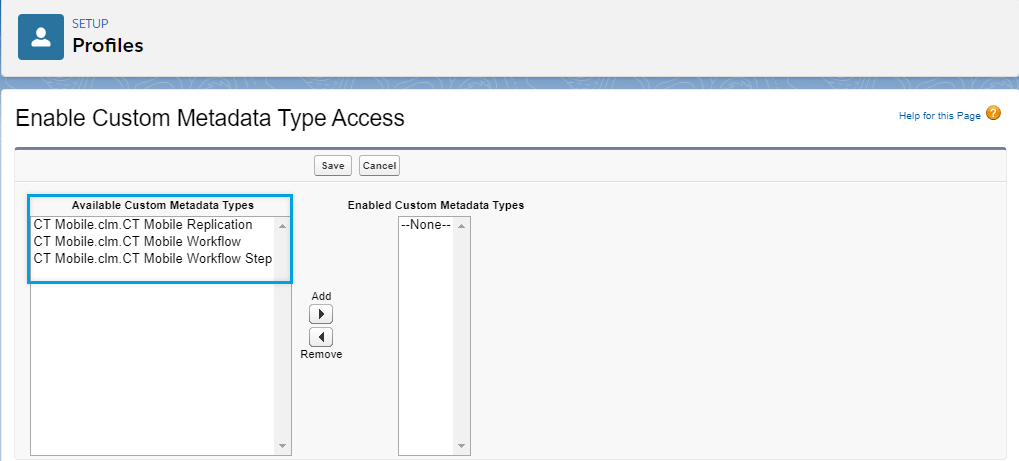 SETUP
Profiles
Enable Custom Metadata Type Access
Help for this Page ?
Save Cancel
Available Custom Metadata Types
CT Mobile.clm.CT Mobile Replication
CT Mobile.clm.CT Mobile Workflow
CT Mobile.clm.CT Mobile Workflow Step
Add
Remove
Enabled Custom Metadata Types
--None--